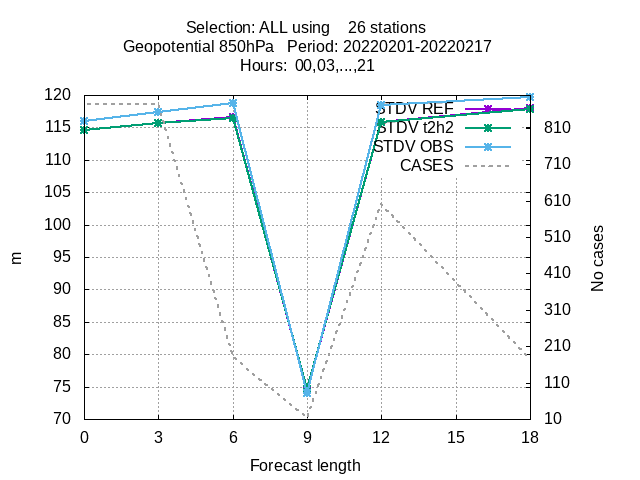 Selection: ALL using 26 stations
Geopotential 850hPa Period: 20220201-20220217
Hours: 00,03,...,21
120
115
110
105
100
95
90
85
80
75
70
810
710
610
510
410
310
210
110
10
STDV REF
STDV t2h2
STDV OBS
CASES
m
No cases
0 3 6 9 12 15 18
Forecast length